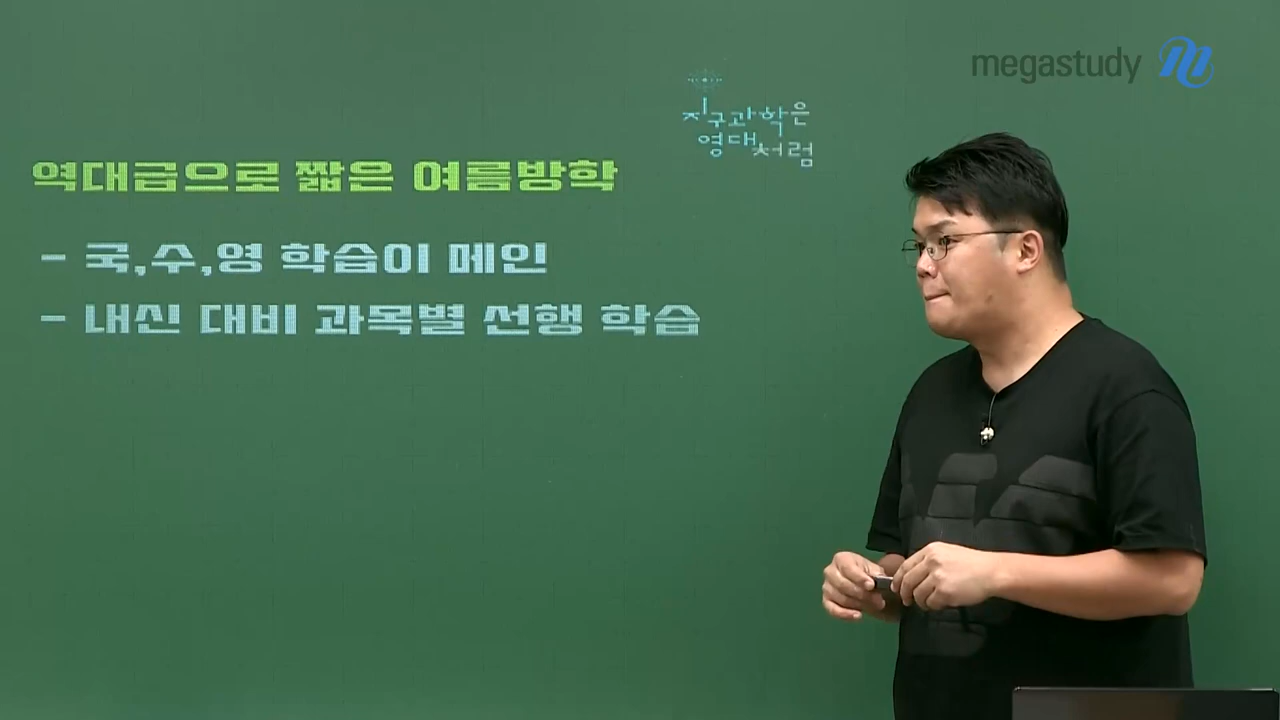 megastudy
지구과학은
영대처럼
역대급으로 짧은 여름방학
- 국,수,영 학습이 메인
- 내신 대비 과목별 선행 학습